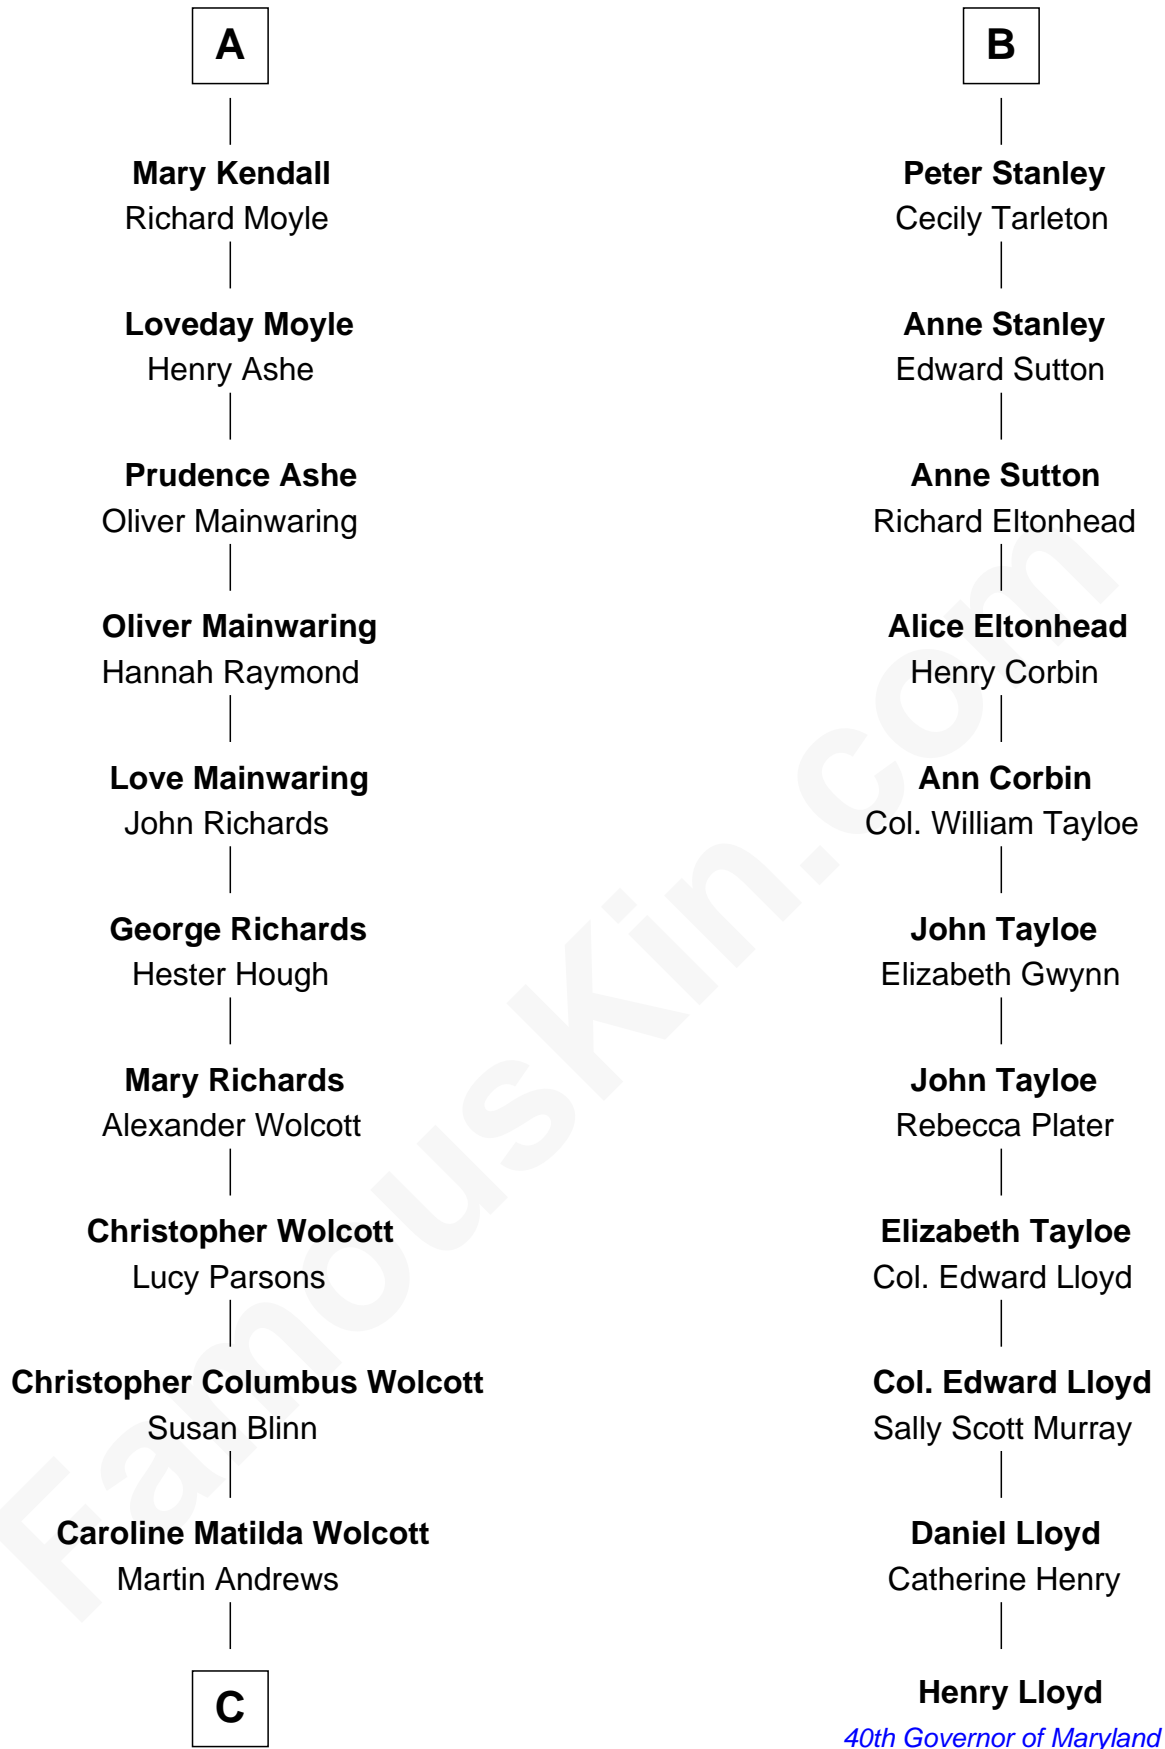 A
Mary Kendall
Richard Moyle
Loveday Moyle
Henry Ashe
Prudence Ashe
Oliver Mainwaring
Oliver Mainwaring
Hannah Raymond
Love Mainwaring
John Richards
George Richards
Hester Hough
Mary Richards
Alexander Wolcott
Christopher Wolcott
Lucy Parsons
Christopher Columbus Wolcott
Susan Blinn
Caroline Matilda Wolcott
Martin Andrews
C
B
Peter Stanley
Cecily Tarleton
Anne Stanley
Edward Sutton
Anne Sutton
Richard Eltonhead
Alice Eltonhead
Henry Corbin
Ann Corbin
Col. William Tayloe
John Tayloe
Elizabeth Gwynn
John Tayloe
Rebecca Plater
Elizabeth Tayloe
Col. Edward Lloyd
Col. Edward Lloyd
Sally Scott Murray
Daniel Lloyd
Catherine Henry
Henry Lloyd
40th Governor of Maryland
FamousKin.com